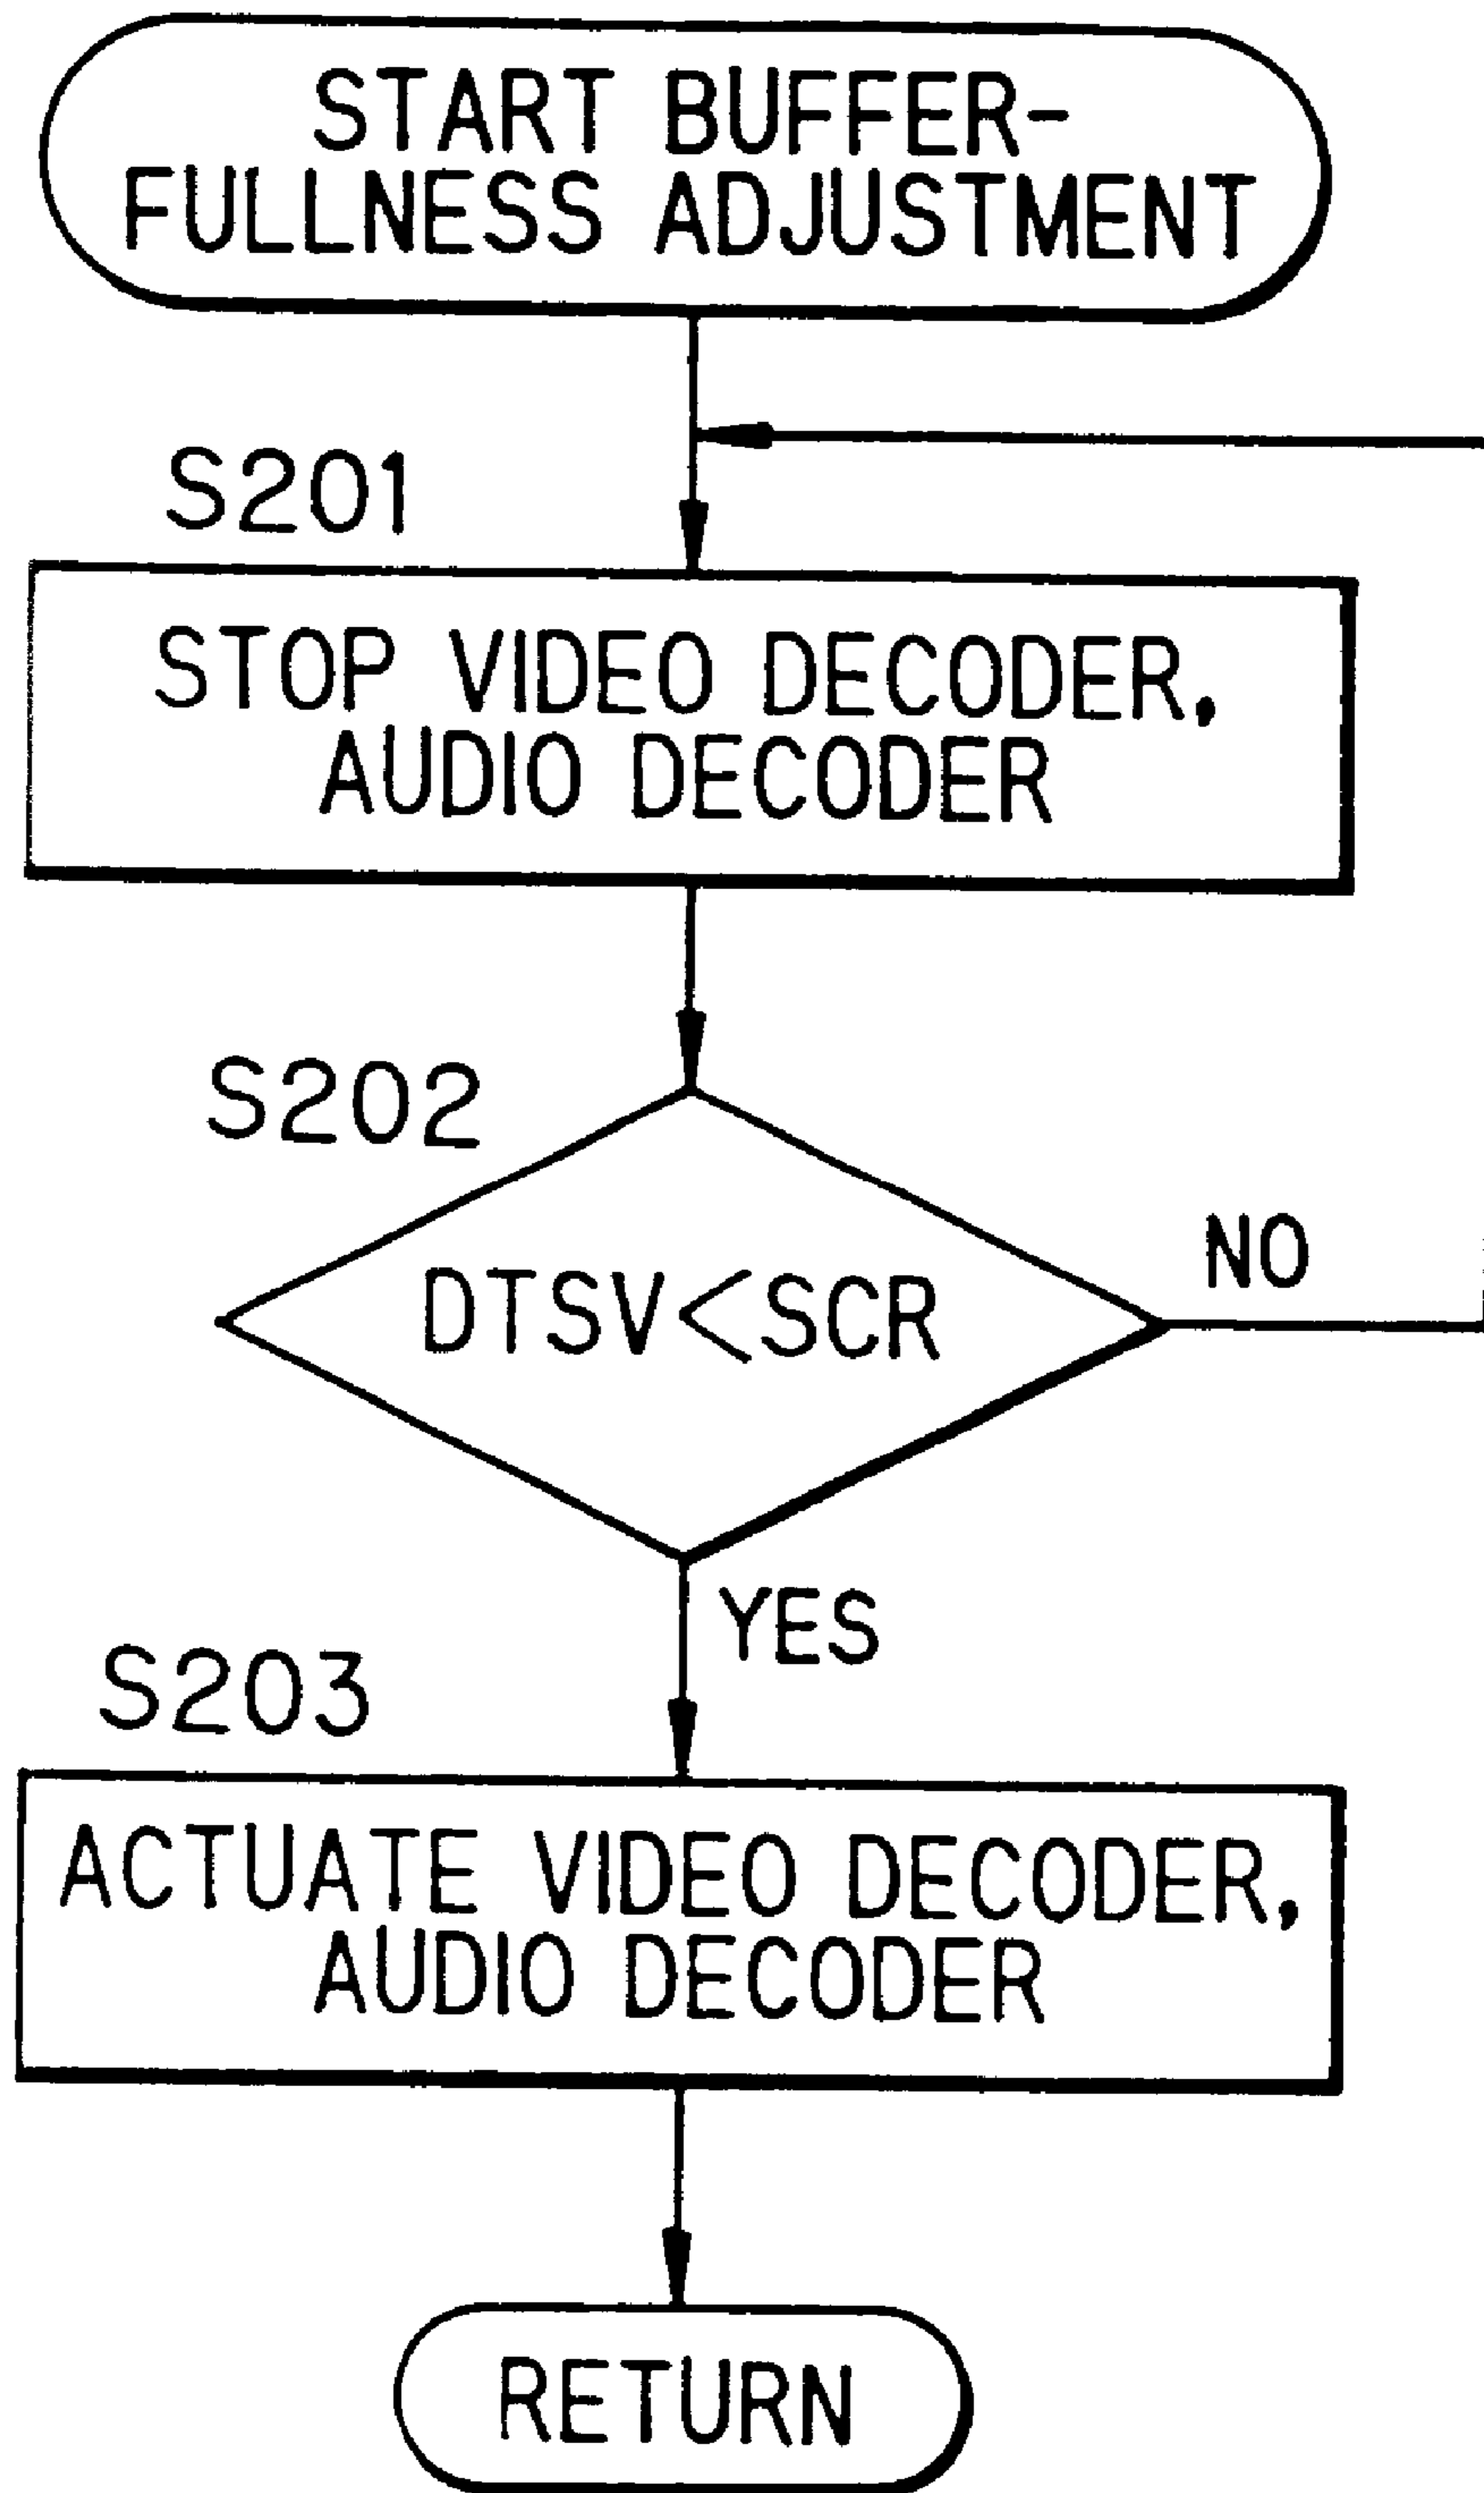 START BUFFER-
FULLNESS ADJUSTMENT
S201
STOP VIDEO DECODER,
AUDIO DECODER
S202
DTSV<SCR
NO
YES
S203
ACTUATE VIDEO DECODER,
AUDIO DECODER
RETURN